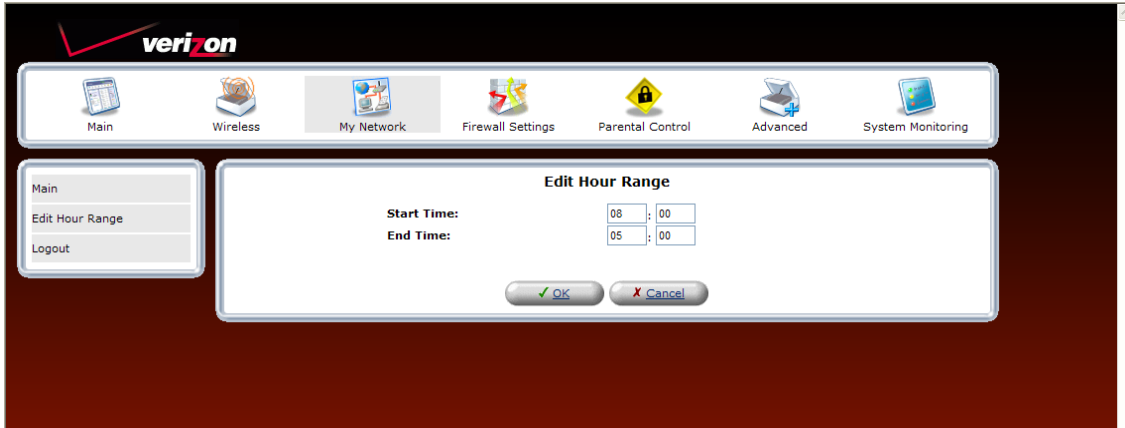 verizon
Main Wireless My Network Firewall Settings Parental Control Advanced System Monitoring
Main
Edit Hour Range
Logout
Edit Hour Range
Start Time: 08 : 00
End Time: 05 : 00
OK Cancel